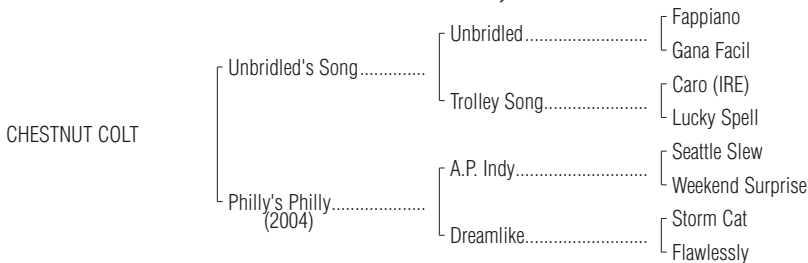 Fappiano
Unbridled.............................
Gana Facil
Unbridled's Song...............
Caro (IRE)
Trolley Song.........................
Lucky Spell
CHESTNUT COLT
Seattle Slew
A.P. Indy...............................
Weekend Surprise
Philly's Philly.....................
(2004)
Storm Cat
Dreamlike.............................
Flawlessly